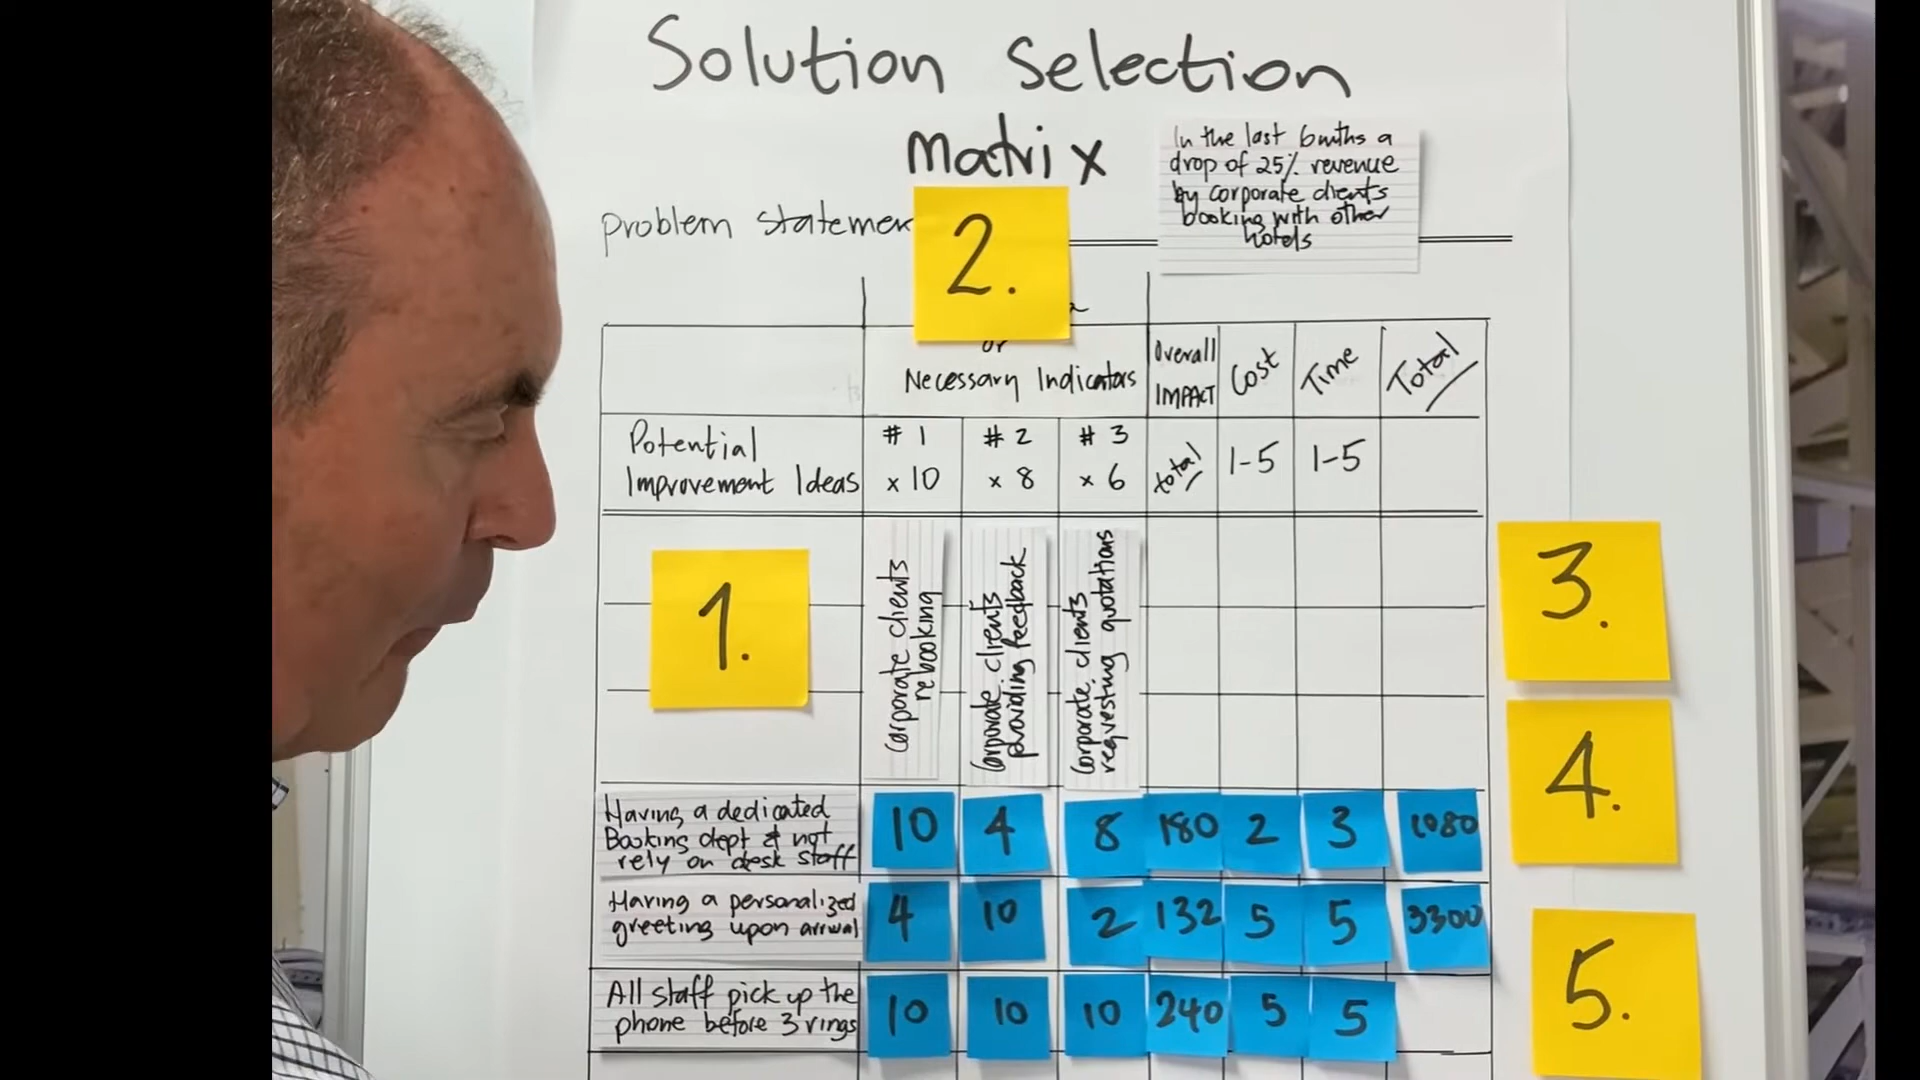 Solution Selection
Matrix
In the last 6mths a
drop of 25% revenue
by corporate clients
booking with other
hotels
problem statemen
2.
or
Necessary Indicators
Overall
IMPACT
Cost
Time
Total
Potential
Improvement Ideas
# 1
x 10
# 2
x 8
# 3
x 6
total
1-5
1-5
1.
Corporate clients
rebooking
Corporate clients
providing feedback
Corporate clients
requesting quotations
3.
4.
5.
Having a dedicated
Booking dept & not
rely on desk staff
10 4 8 180 2 3 1080
Having a personalized
greeting upon arrival
4 10 2 132 5 5 3300
All staff pick up the
phone before 3 rings
10 10 10 240 5 5